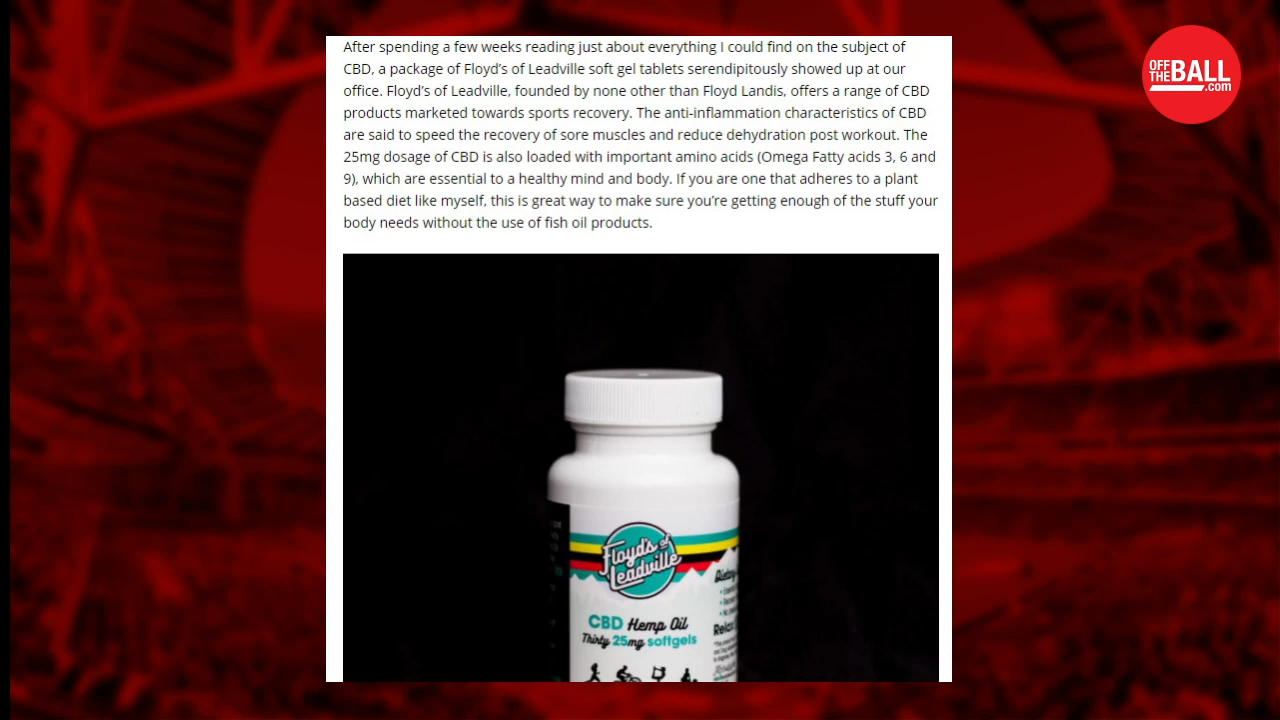 After spending a few weeks reading just about everything I could find on the subject of
CBD, a package of Floyd's of Leadville soft gel tablets serendipitously showed up at our
office. Floyd's of Leadville, founded by none other than Floyd Landis, offers a range of CBD
products marketed towards sports recovery. The anti-inflammation characteristics of CBD
are said to speed the recovery of sore muscles and reduce dehydration post workout. The
25mg dosage of CBD is also loaded with important amino acids (Omega Fatty acids 3, 6 and
9), which are essential to a healthy mind and body. If you are one that adheres to a plant
based diet like myself, this is great way to make sure you're getting enough of the stuff your
body needs without the use of fish oil products.
OFF
THE BALL
.com
Floyd's of
Leadville
CBD Hemp Oil
Thirty 25mg softgels